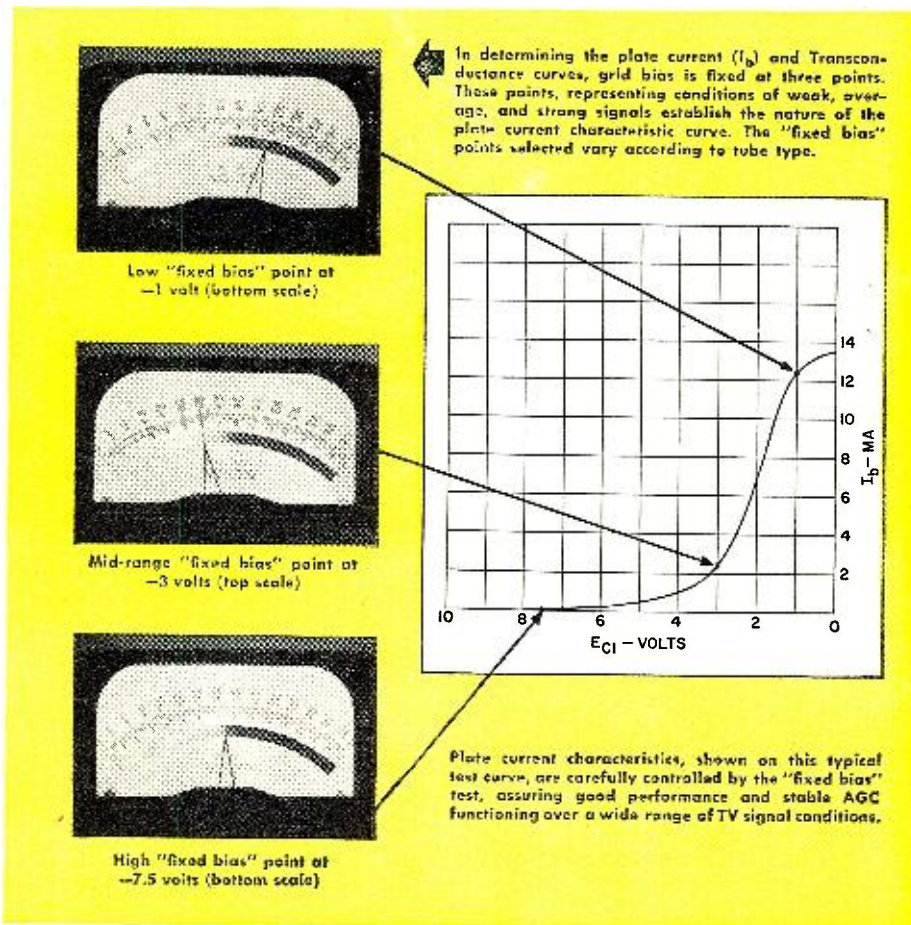 In determining the plate current (Ib) and Transcon-
ductance curves, grid bias is fixed at three points.
These points, representing conditions of weak, aver-
age, and strong signals establish the nature of the
plate current characteristic curve. The "fixed bias"
points selected vary according to tube type.
Low "fixed bias" point at
—1 volt (bottom scale)
Mid-range "fixed bias" point at
—3 volts (top scale)
High "fixed bias" point at
—7.5 volts (bottom scale)
14
12
10
8
6
4
2
Ib – MA
10 8 6 4 2 0
EC1 – VOLTS
Plate current characteristics, shown on this typical
test curve, are carefully controlled by the "fixed bias"
test, assuring good performance and stable AGC
functioning over a wide range of TV signal conditions.